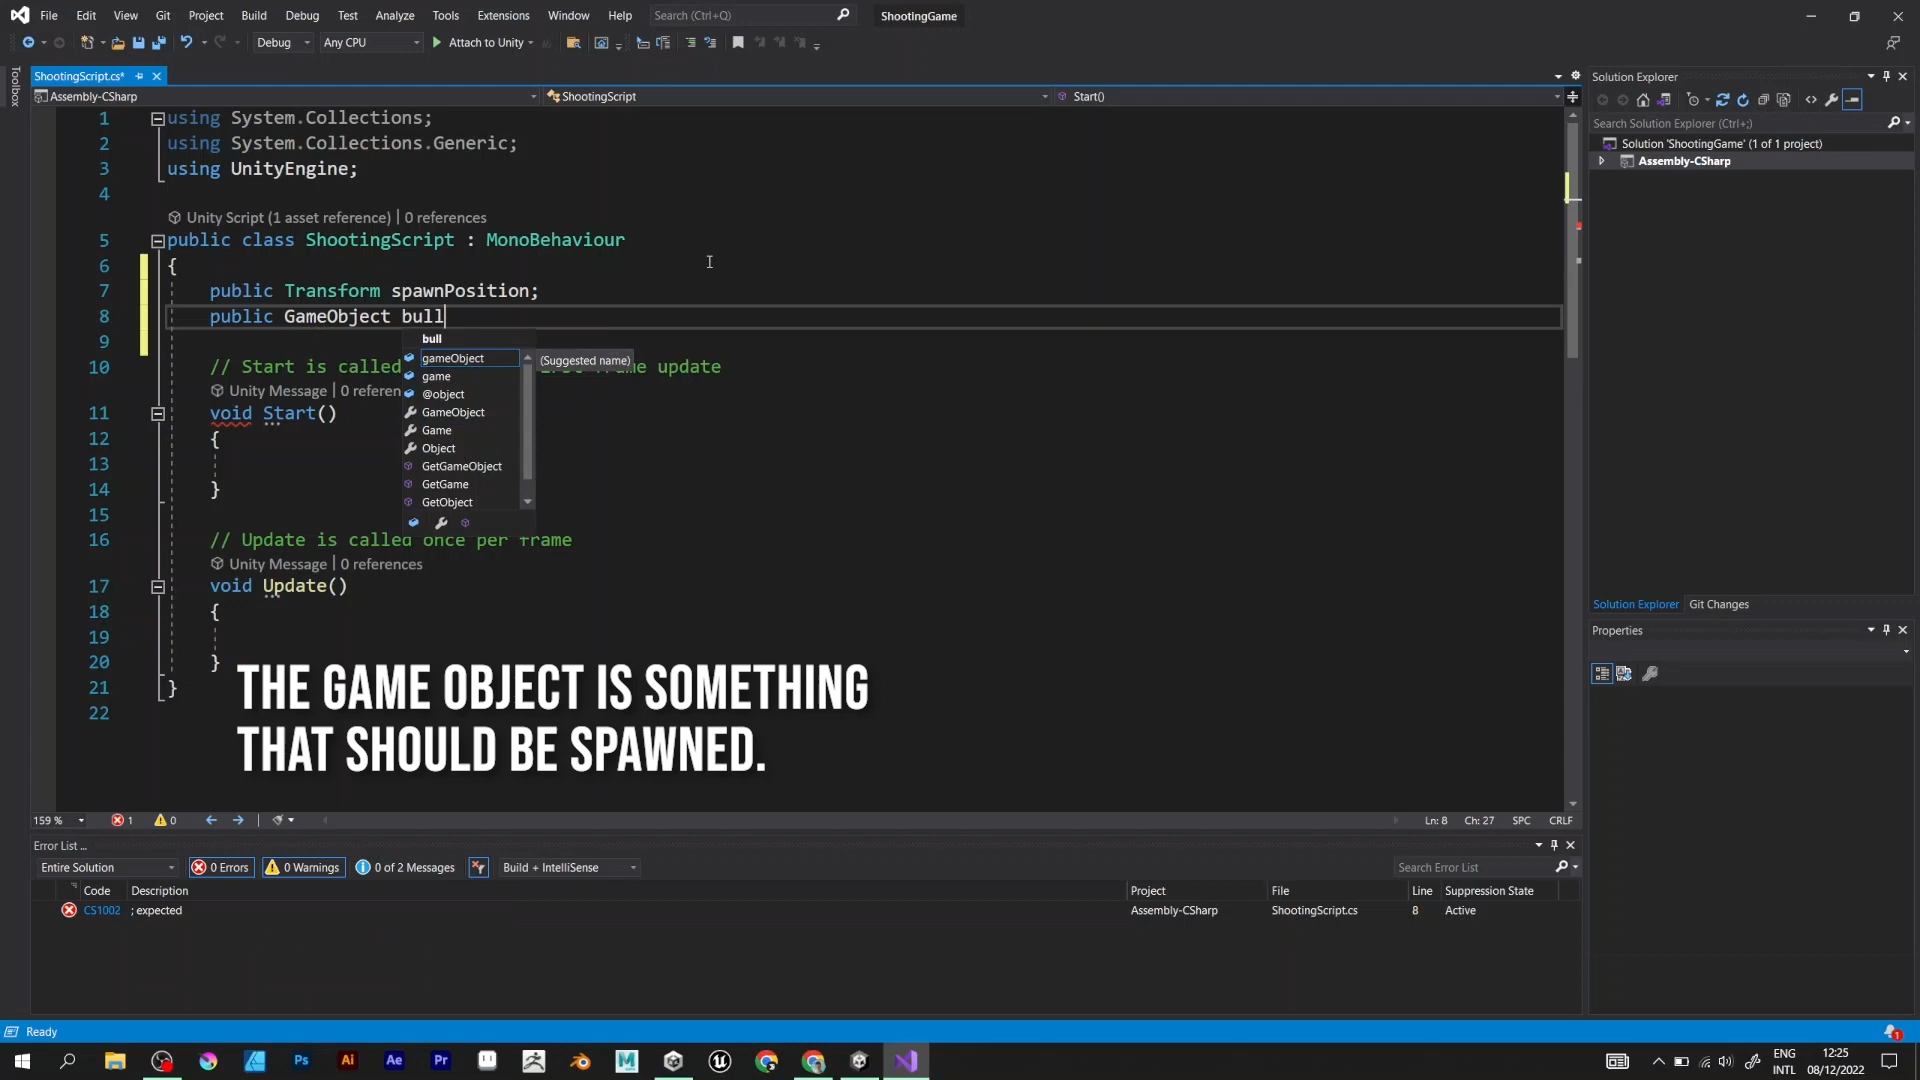 File Edit View Git Project Build Debug Test Analyze Tools Extensions Window Help Search (Ctrl+Q) ShootingGame
Debug Any CPU Attach to Unity
Toolbox
ShootingScript.cs*
Assembly-CSharp ShootingScript Start()
1 using System.Collections;
2 using System.Collections.Generic;
3 using UnityEngine;
4
Unity Script (1 asset reference) | 0 references
5 public class ShootingScript : MonoBehaviour
6 {
7 public Transform spawnPosition;
8 public GameObject bull
9
bull
gameObject (Suggested name)
game
@object
GameObject
Game
Object
GetGameObject
GetGame
GetObject
10 // Start is called frame update
Unity Message | 0 referen
11 void Start()
12 {
13
14 }
15
16 // Update is called once per frame
Unity Message | 0 references
17 void Update()
18 {
19
20 }
21 }
22
THE GAME OBJECT IS SOMETHING
THAT SHOULD BE SPAWNED.
159 % 1 0 Ln: 8 Ch: 27 SPC CRLF
Error List ...
Entire Solution 0 Errors 0 Warnings 0 of 2 Messages Build + IntelliSense Search Error List
Code Description Project File Line Suppression State
CS1002 ; expected Assembly-CSharp ShootingScript.cs 8 Active
Solution Explorer
Search Solution Explorer (Ctrl+;)
Solution 'ShootingGame' (1 of 1 project)
Assembly-CSharp
Solution Explorer Git Changes
Properties
Ready 1
Ps Ai Ae Pr M
ENG
INTL
12:25
08/12/2022